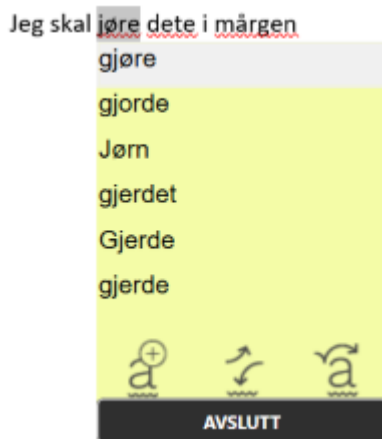 Jeg skal jøre dete i mårgen
gjøre
gjorde
Jørn
gjerdet
Gjerde
gjerde
a a
AVSLUTT